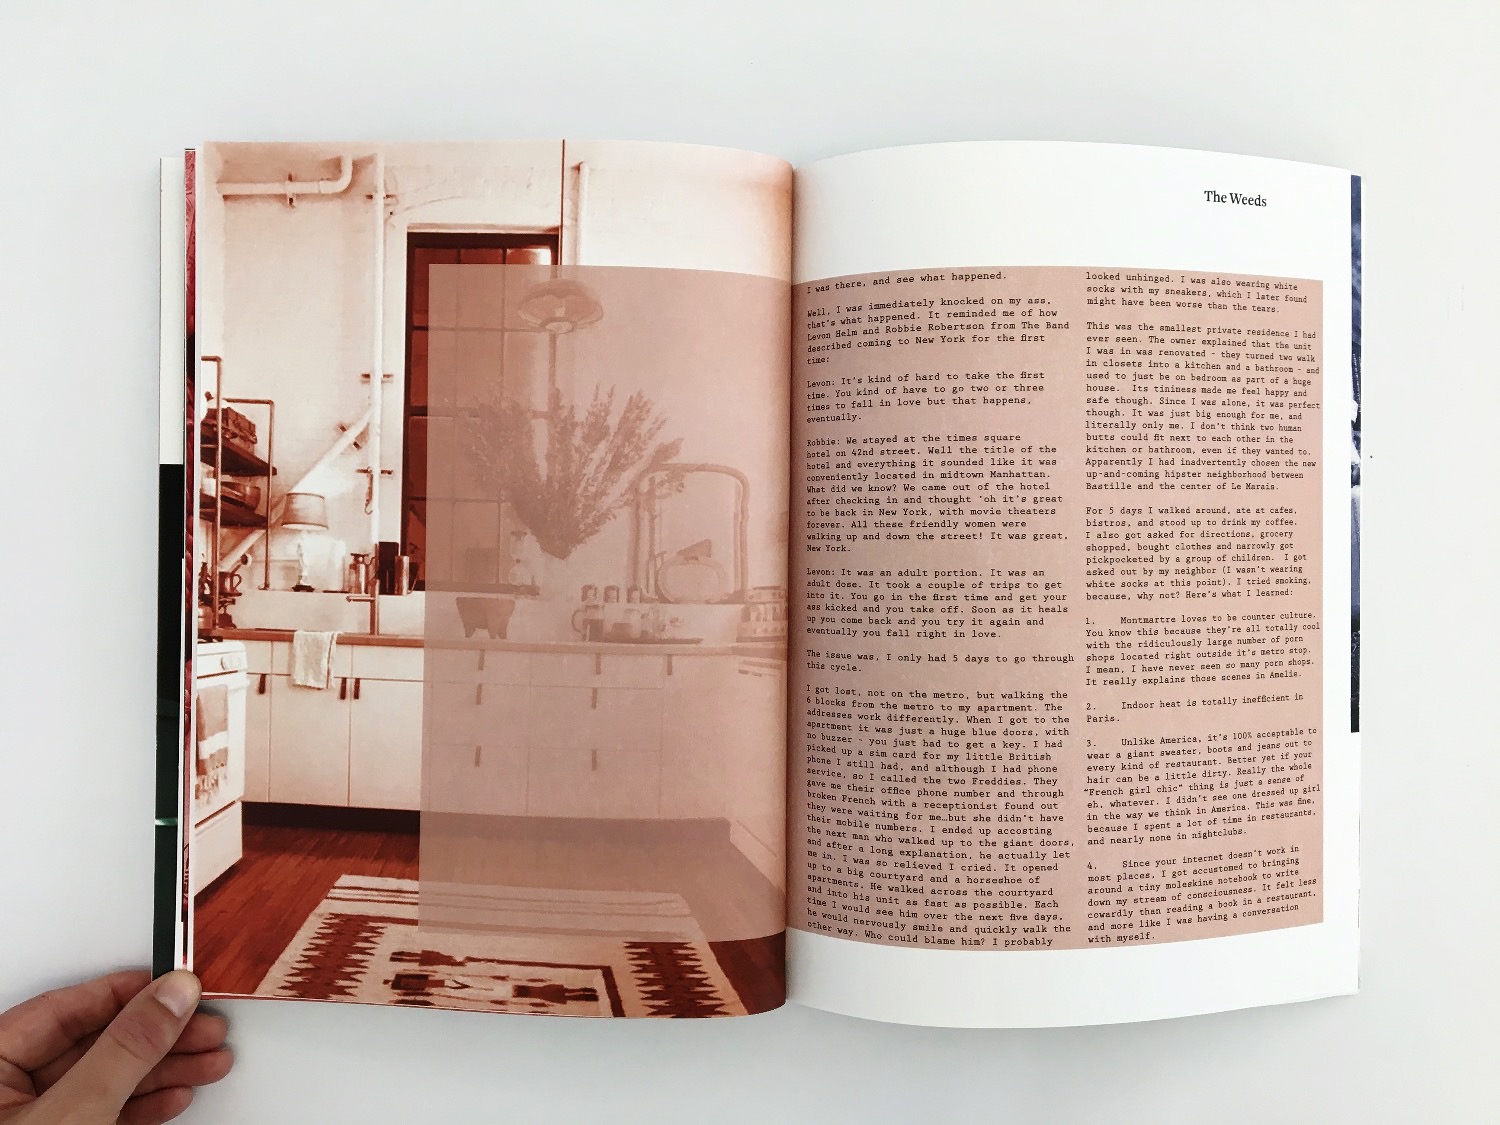 The Weeds
I was there, and see what happened.
Well, I was immediately knocked on my ass,
that's what happened. It reminded me of how
Levon Helm and Robbie Robertson from The Band
described coming to New York for the first
time:
Levon: It's kind of hard to take the first
time. You kind of have to go two or three
times to fall in love but that happens,
eventually.
Robbie: We stayed at the times square
hotel on 42nd street. Well the title of the
hotel and everything it sounded like it was
conveniently located in midtown Manhattan.
What did we know? We came out of the hotel
after checking in and thought 'oh it's great
to be back in New York, with movie theaters
forever. All these friendly women were
walking up and down the street! It was great,
New York.
Levon: It was an adult portion. It was an
adult dose. It took a couple of trips to get
into it. You go in the first time and get your
ass kicked and you take off. Soon as it heals
up you come back and you try it again and
eventually you fall right in love.
The issue was, I only had 5 days to go through
this cycle.
I got lost, not on the metro, but walking the
6 blocks from the metro to my apartment. The
addresses work differently. When I got to the
apartment it was just a huge blue doors, with
no buzzer - you just had to get a key. I had
picked up a sim card for my little British
phone I still had, and although I had phone
service, so I called the two Freddies. They
gave me their office phone number and through
broken French with a receptionist found out
they were waiting for me…but she didn't have
their mobile numbers. I ended up accosting
the next man who walked up to the giant doors,
and after a long explanation, he actually let
me in. I was so relieved I cried. It opened
up to a big courtyard and a horseshoe of
apartments. He walked across the courtyard
and into his unit as fast as possible. Each
time I would see him over the next five days,
he would nervously smile and quickly walk the
other way. Who could blame him? I probably
looked unhinged. I was also wearing white
socks with my sneakers, which I later found
might have been worse than the tears.
This was the smallest private residence I had
ever seen. The owner explained that the unit
I was in was renovated - they turned two walk
in closets into a kitchen and a bathroom - and
used to just be on bedroom as part of a huge
house. Its tininess made me feel happy and
safe though. Since I was alone, it was perfect
though. It was just big enough for me, and
literally only me. I don't think two human
butts could fit next to each other in the
kitchen or bathroom, even if they wanted to.
Apparently I had inadvertently chosen the new
up-and-coming hipster neighborhood between
Bastille and the center of Le Marais.
For 5 days I walked around, ate at cafes,
bistros, and stood up to drink my coffee.
I also got asked for directions, grocery
shopped, bought clothes and narrowly got
pickpocketed by a group of children. I got
asked out by my neighbor (I wasn't wearing
white socks at this point). I tried smoking,
because, why not? Here's what I learned:
1. Montmartre loves to be counter culture.
You know this because they're all totally cool
with the ridiculously large number of porn
shops located right outside it's metro stop.
I mean, I have never seen so many porn shops.
It really explains those scenes in Amelie.
2. Indoor heat is totally inefficient in
Paris.
3. Unlike America, it's 100% acceptable to
wear a giant sweater, boots and jeans out to
every kind of restaurant. Better yet if your
hair can be a little dirty. Really the whole
"French girl chic" thing is just a sense of
eh, whatever. I didn't see one dressed up girl
in the way we think in America. This was fine,
because I spent a lot of time in restaurants,
and nearly none in nightclubs.
4. Since your internet doesn't work in
most places, I got accustomed to bringing
around a tiny moleskine notebook to write
down my stream of consciousness. It felt less
cowardly than reading a book in a restaurant,
and more like I was having a conversation
with myself.